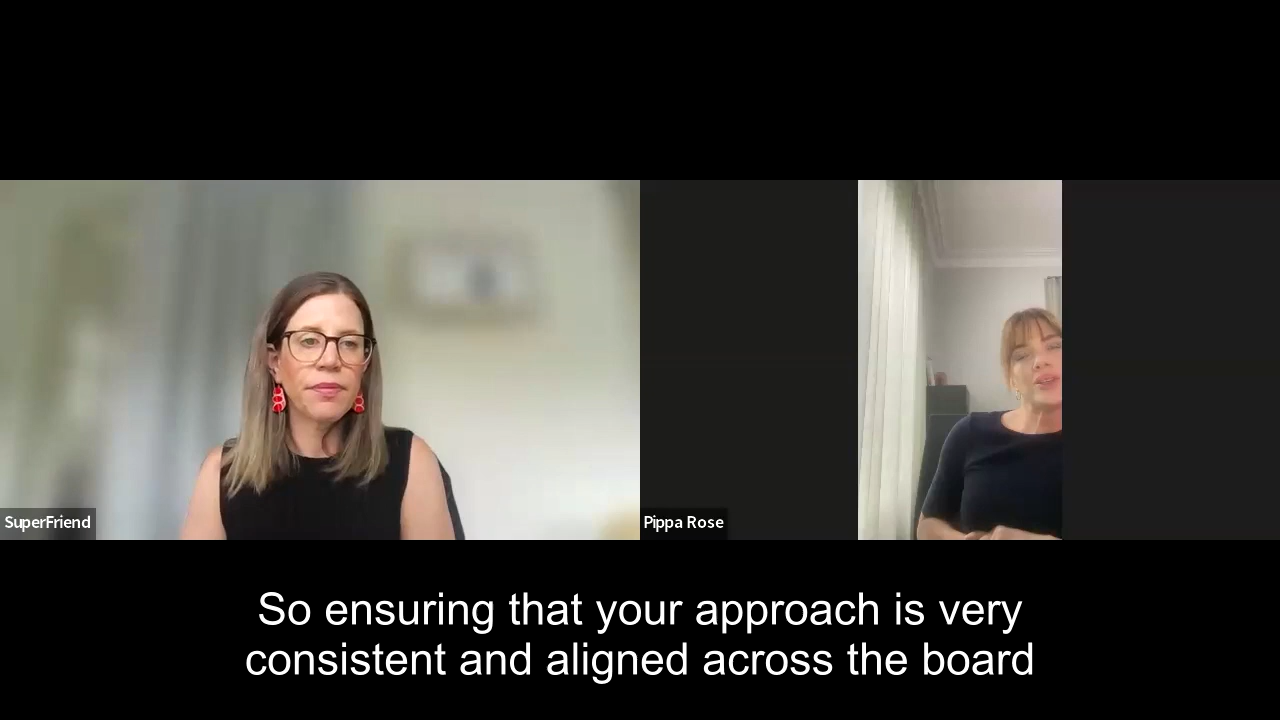 SuperFriend
Pippa Rose
So ensuring that your approach is very
consistent and aligned across the board